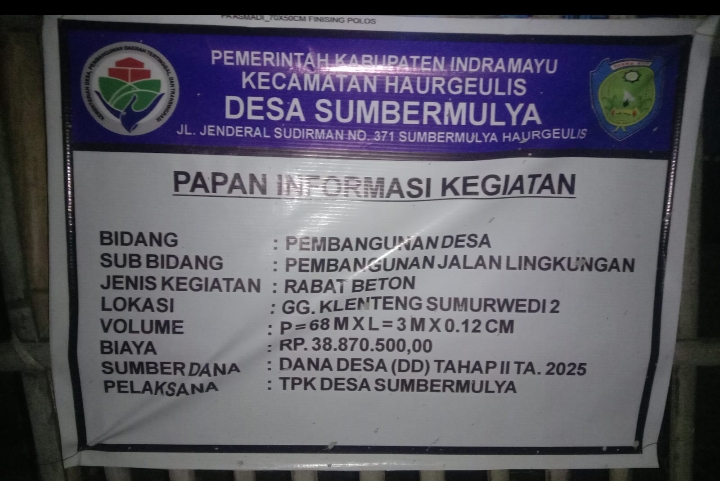 PEMERINTAH KABUPATEN INDRAMAYU
KECAMATAN HAURGEULIS
DESA SUMBERMULYA
JL. JENDERAL SUDIRMAN NO. 371 SUMBERMULYA HAURGEULIS
PAPAN INFORMASI KEGIATAN
BIDANG : PEMBANGUNAN DESA
SUB BIDANG : PEMBANGUNAN JALAN LINGKUNGAN
JENIS KEGIATAN : RABAT BETON
LOKASI : GG. KLENTENG SUMURWEDI 2
VOLUME : P = 68 M X L = 3 M X 0.12 CM
BIAYA : RP. 38.870.500,00
SUMBER DANA : DANA DESA (DD) TAHAP II TA. 2025
PELAKSANA : TPK DESA SUMBERMULYA